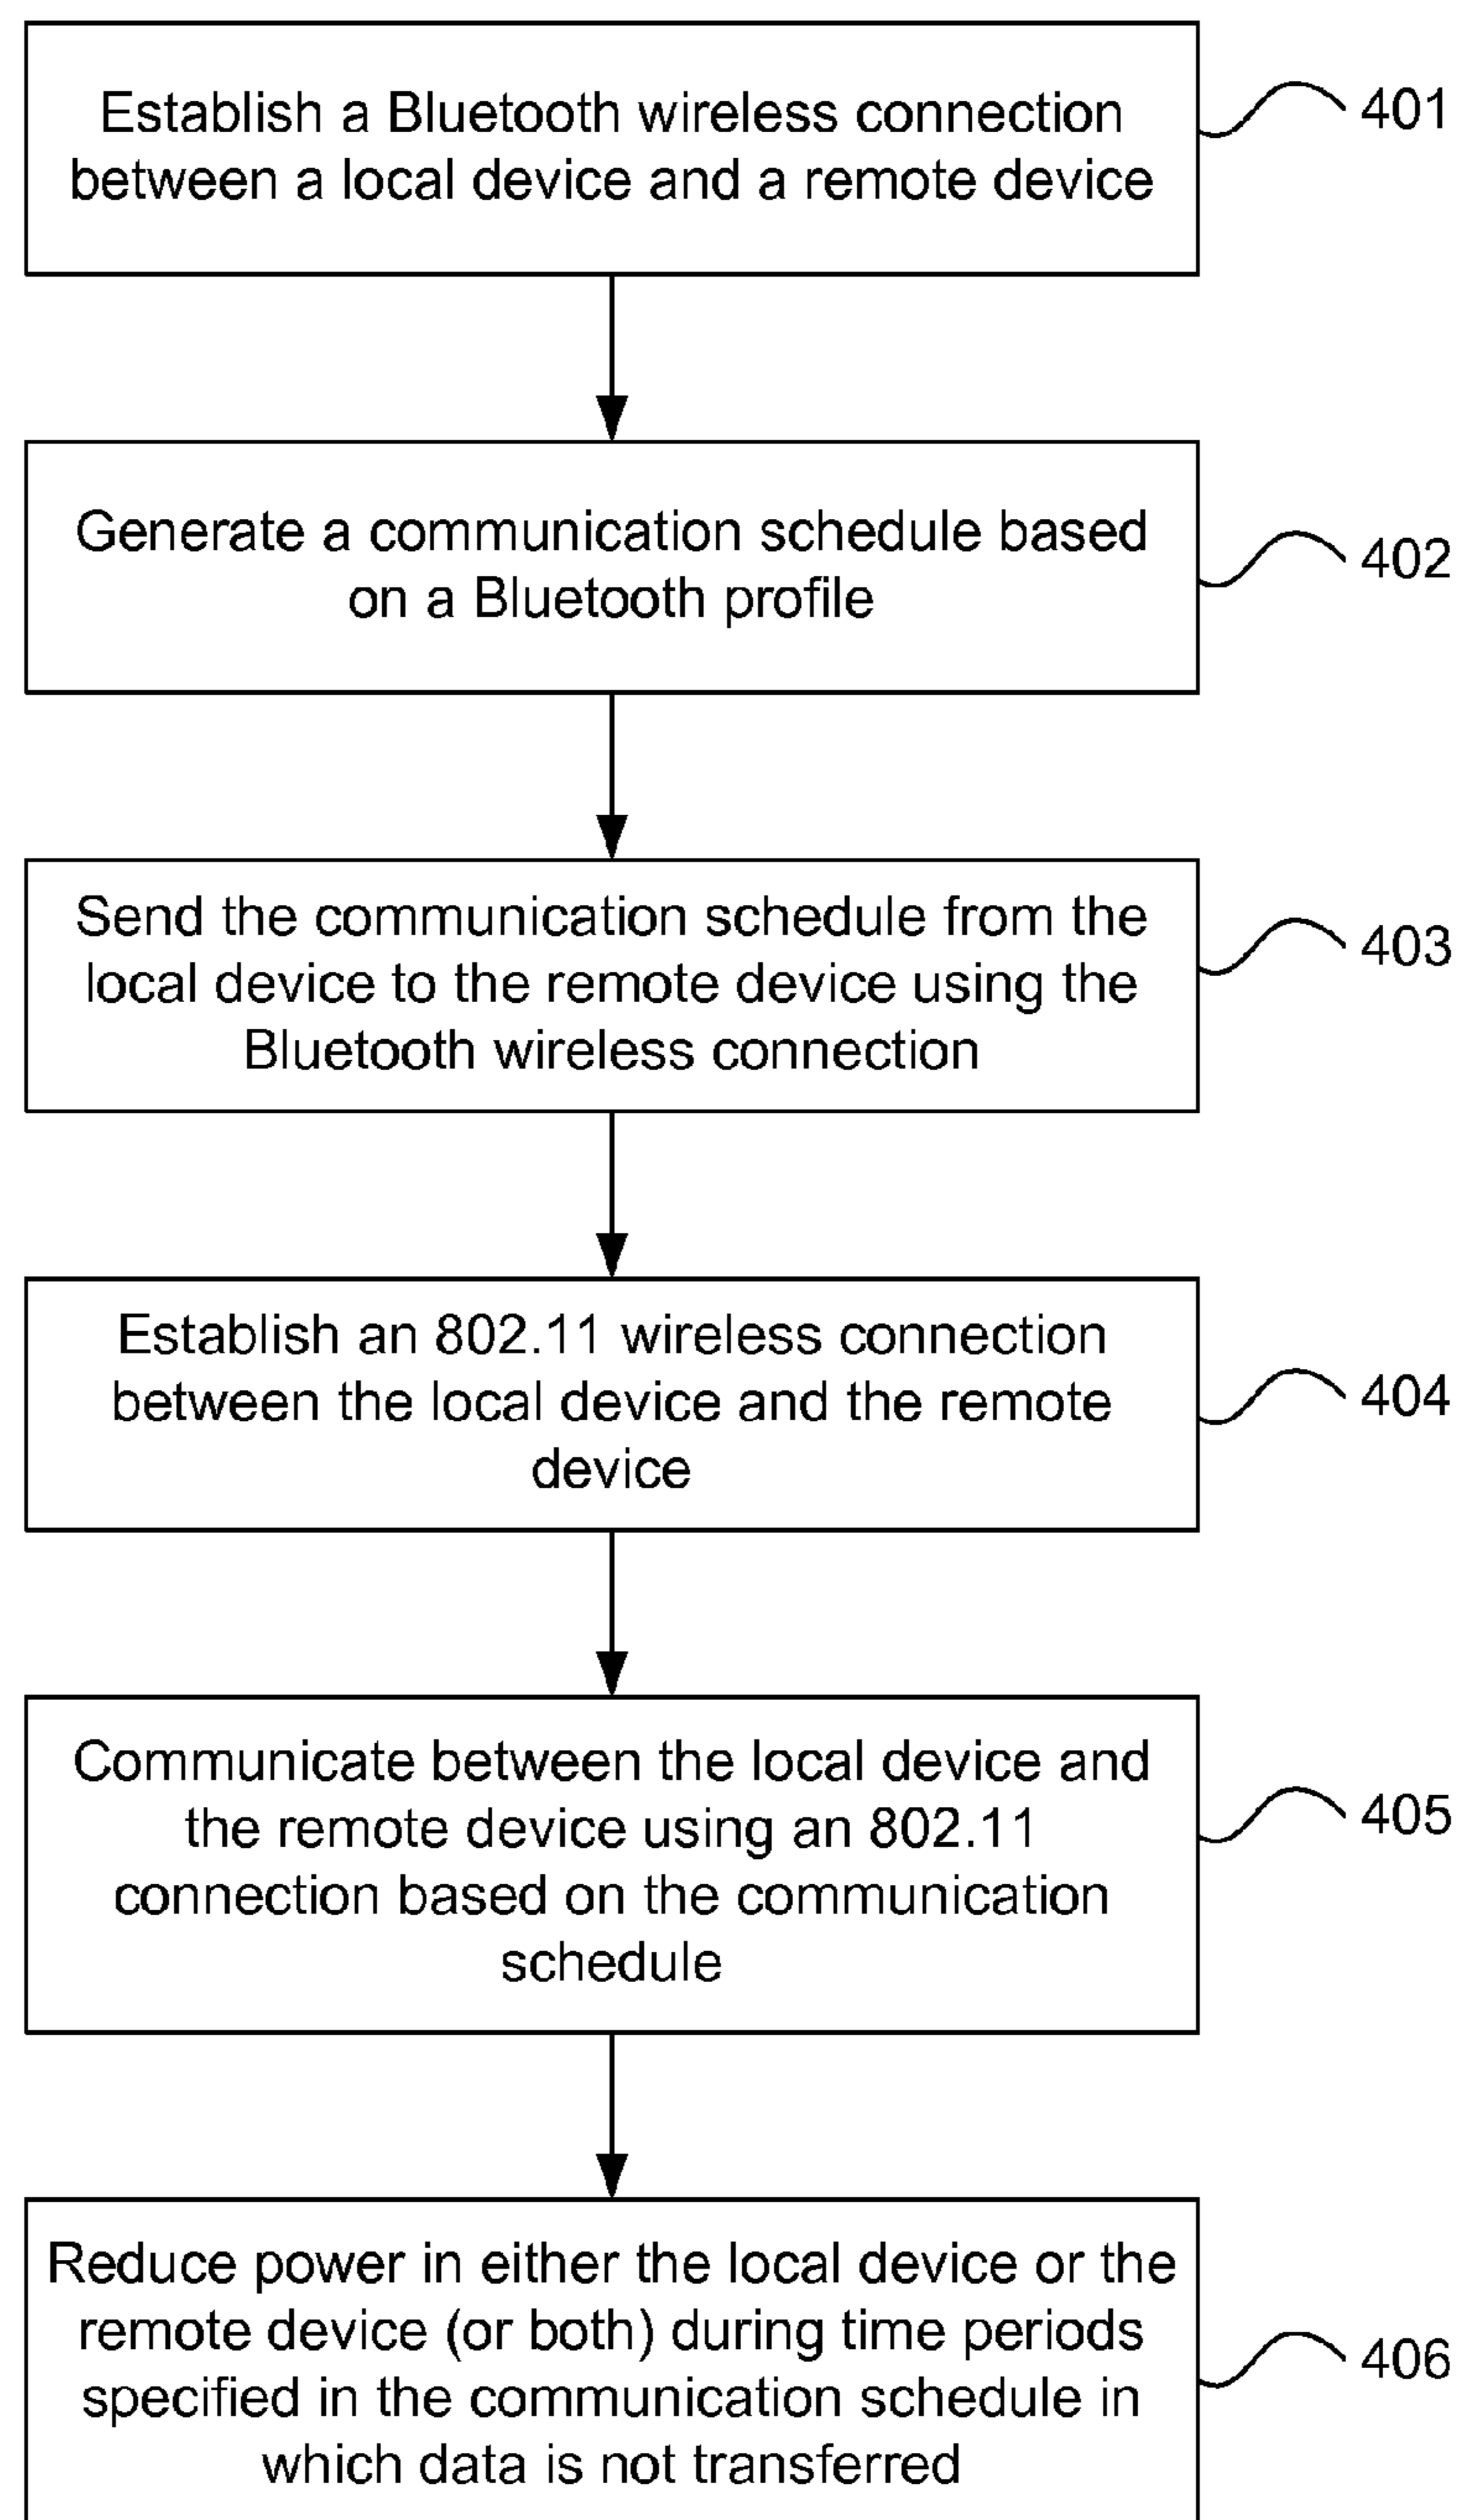 Establish a Bluetooth wireless connection
between a local device and a remote device
401
Generate a communication schedule based
on a Bluetooth profile
402
Send the communication schedule from the
local device to the remote device using the
Bluetooth wireless connection
403
Establish an 802.11 wireless connection
between the local device and the remote
device
404
Communicate between the local device and
the remote device using an 802.11
connection based on the communication
schedule
405
Reduce power in either the local device or the
remote device (or both) during time periods
specified in the communication schedule in
which data is not transferred
406